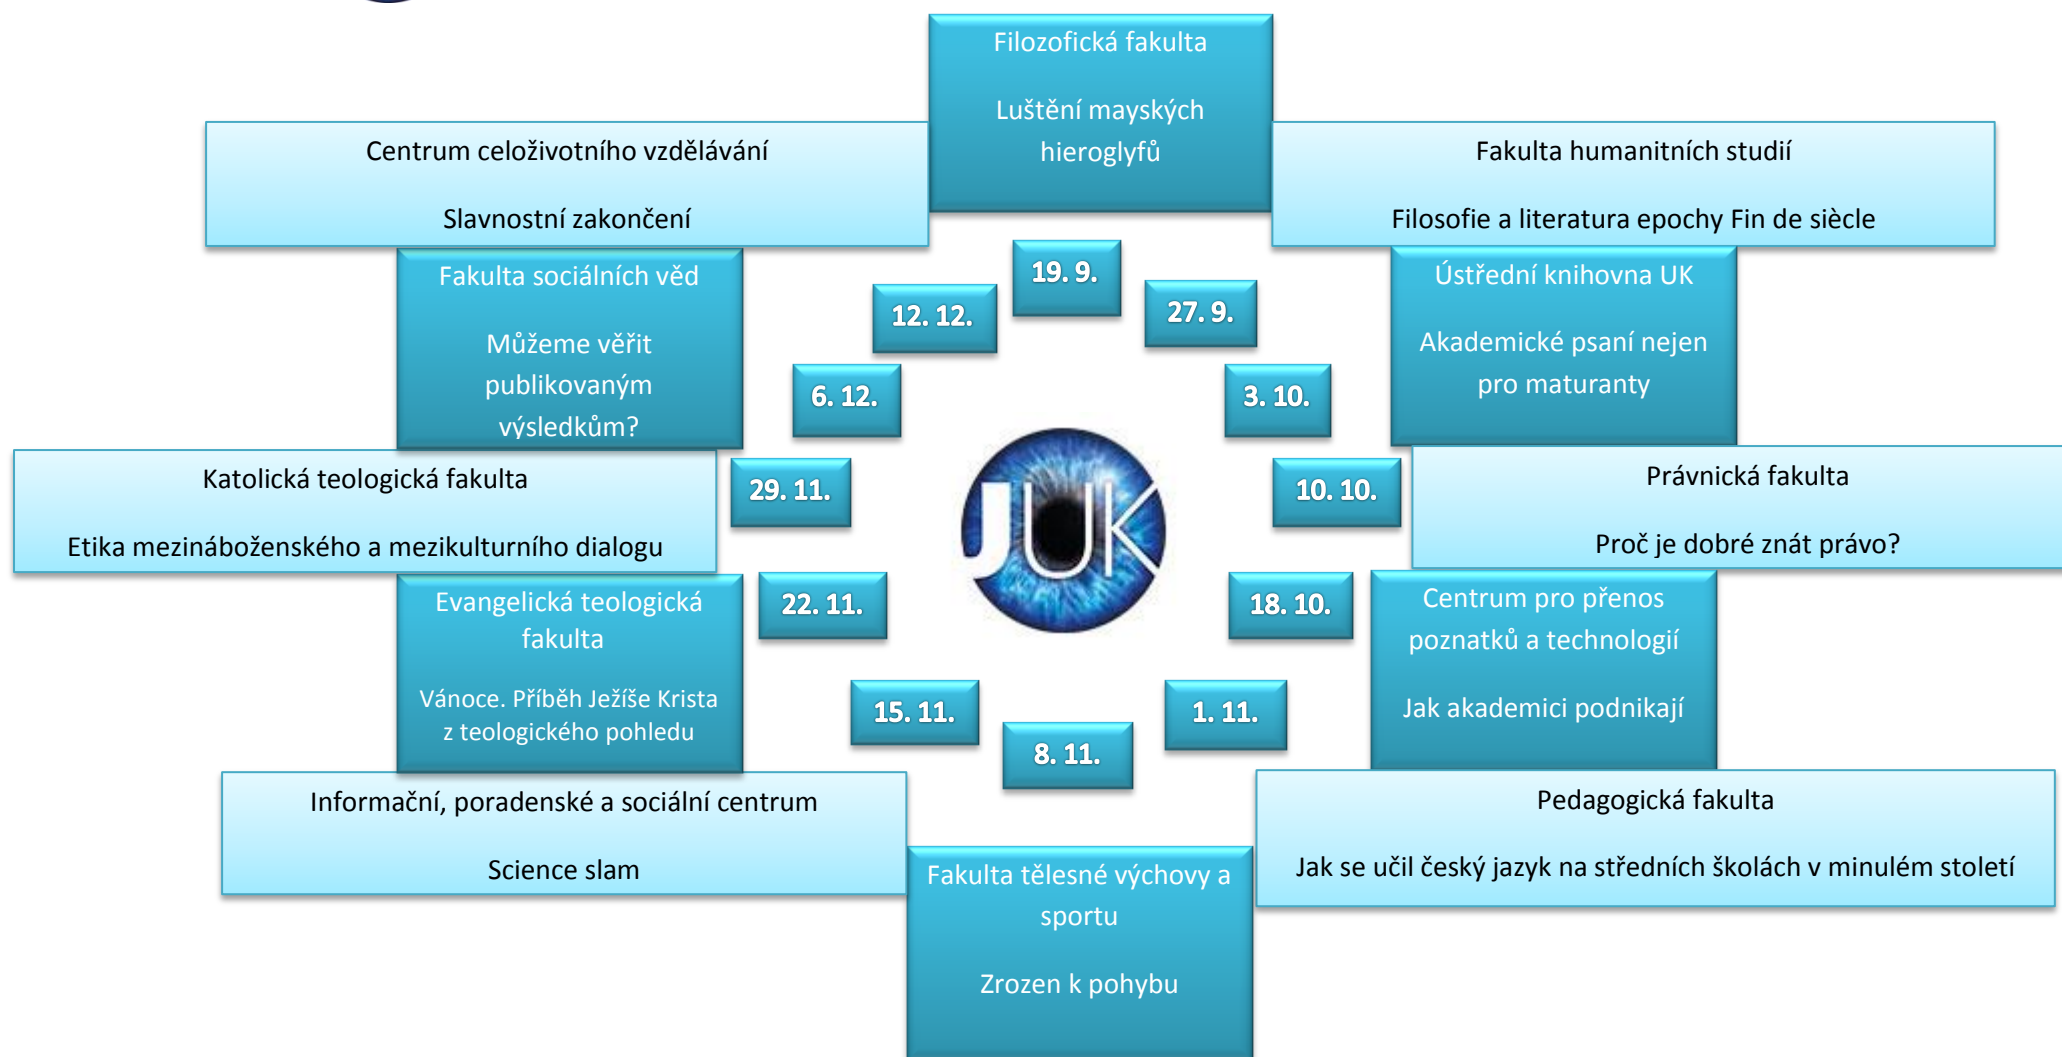 Filozofická fakulta
Luštění mayských
hieroglyfů
Centrum celoživotního vzdělávání
Slavnostní zakončení
Fakulta humanitních studií
Filosofie a literatura epochy Fin de siècle
Fakulta sociálních věd
Můžeme věřit
publikovaným
výsledkům?
12. 12.
19. 9.
27. 9.
Ústřední knihovna UK
Akademické psaní nejen
pro maturanty
6. 12.
3. 10.
Katolická teologická fakulta
Etika mezináboženského a mezikulturního dialogu
29. 11.
JUK
10. 10.
Právnická fakulta
Proč je dobré znát právo?
Evangelická teologická
fakulta
Vánoce. Příběh Ježíše Krista
z teologického pohledu
22. 11.
18. 10.
Centrum pro přenos
poznatků a technologií
Jak akademici podnikají
15. 11.
8. 11.
1. 11.
Informační, poradenské a sociální centrum
Science slam
Fakulta tělesné výchovy a
sportu
Zrozen k pohybu
Pedagogická fakulta
Jak se učil český jazyk na středních školách v minulém století